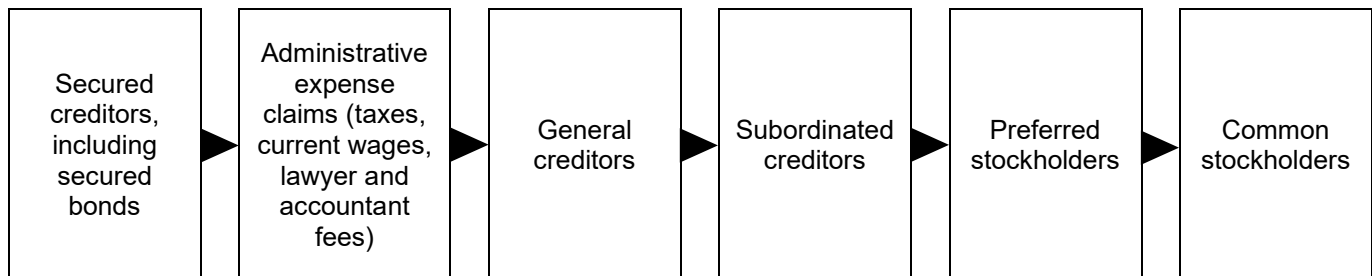 Secured
creditors,
including
secured
bonds
Administrative
expense
claims (taxes,
current wages,
lawyer and
accountant
fees)
General
creditors
Subordinated
creditors
Preferred
stockholders
Common
stockholders